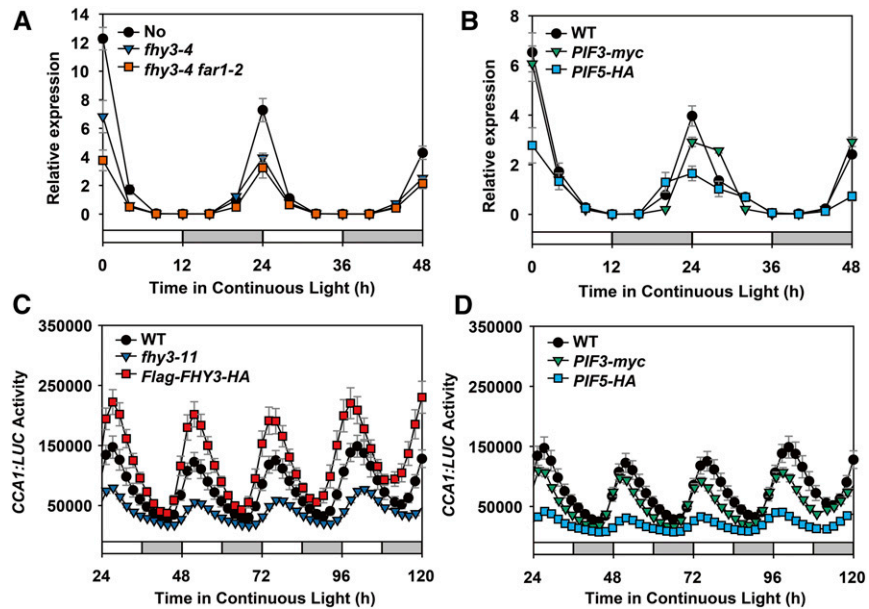 A
Relative expression
14
12
10
8
6
4
2
0
No
fhy3-4
fhy3-4 far1-2
0 12 24 36 48
Time in Continuous Light (h)
B
Relative expression
8
6
4
2
0
WT
PIF3-myc
PIF5-HA
0 12 24 36 48
Time in Continuous Light (h)
C
CCA1:LUC Activity
350000
250000
150000
50000
WT
fhy3-11
Flag-FHY3-HA
24 48 72 96 120
Time in Continuous Light (h)
D
CCA1:LUC Activity
350000
250000
150000
50000
WT
PIF3-myc
PIF5-HA
24 48 72 96 120
Time in Continuous Light (h)